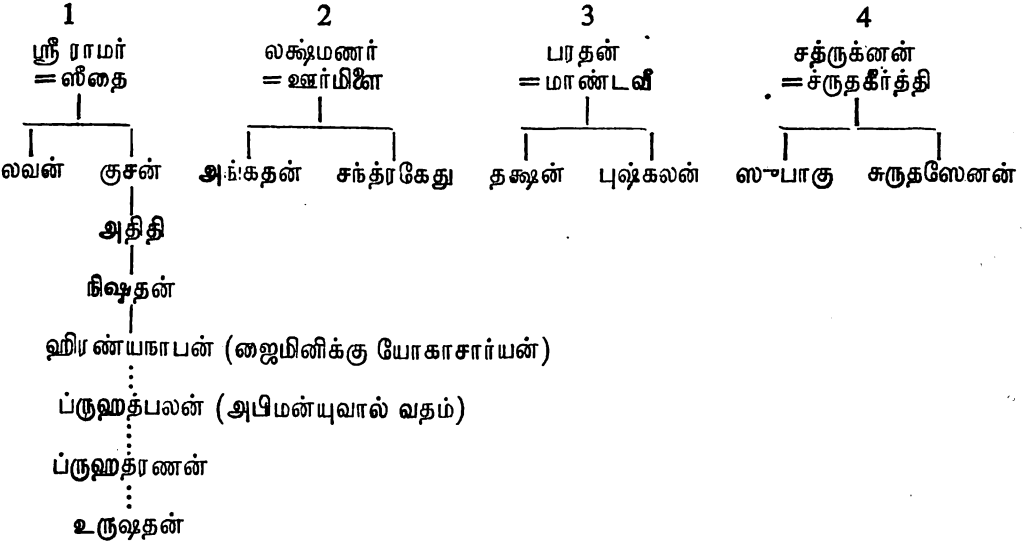 1 2 3 4
ஸ்ரீ ராமர் லக்ஷ்மணர் பரதன் சத்ருக்னன்
=ஸீதை =ஊர்மிளை =மாண்டவீ =ச்ருதகீர்த்தி
லவன் குசன் அங்கதன் சந்த்ரகேது தக்ஷன் புஷ்கலன் ஸுபாகு சுருதஸேனன்
அதிதி
நிஷதன்
ஹிரண்யநாபன் (ஜைமினிக்கு யோகாசார்யன்)
ப்ருஹத்பலன் (அபிமன்யுவால் வதம்)
ப்ருஹத்ரணன்
உருஷதன்